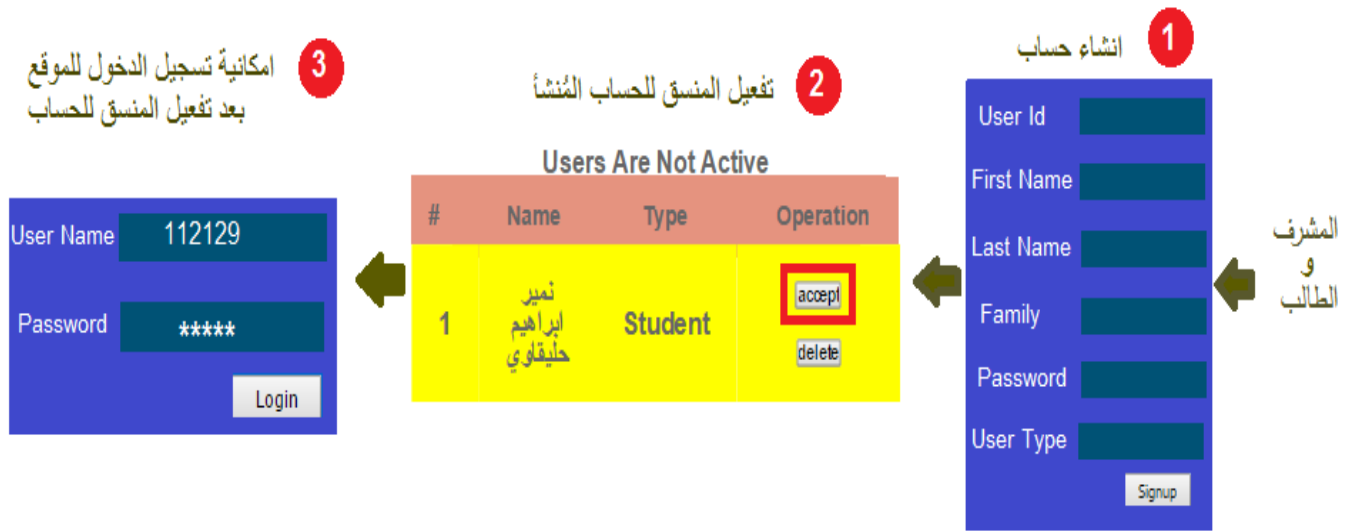 المشرف
و
الطالب
1
انشاء حساب
User Id
First Name
Last Name
Family
Password
User Type
Signup
2
تفعيل المنسق للحساب المُنشأ
Users Are Not Active
# Name Type Operation
1 نمير ابراهيم حليقاوي Student accept
delete
3
امكانية تسجيل الدخول للموقع
بعد تفعيل المنسق للحساب
User Name 112129
Password *****
Login